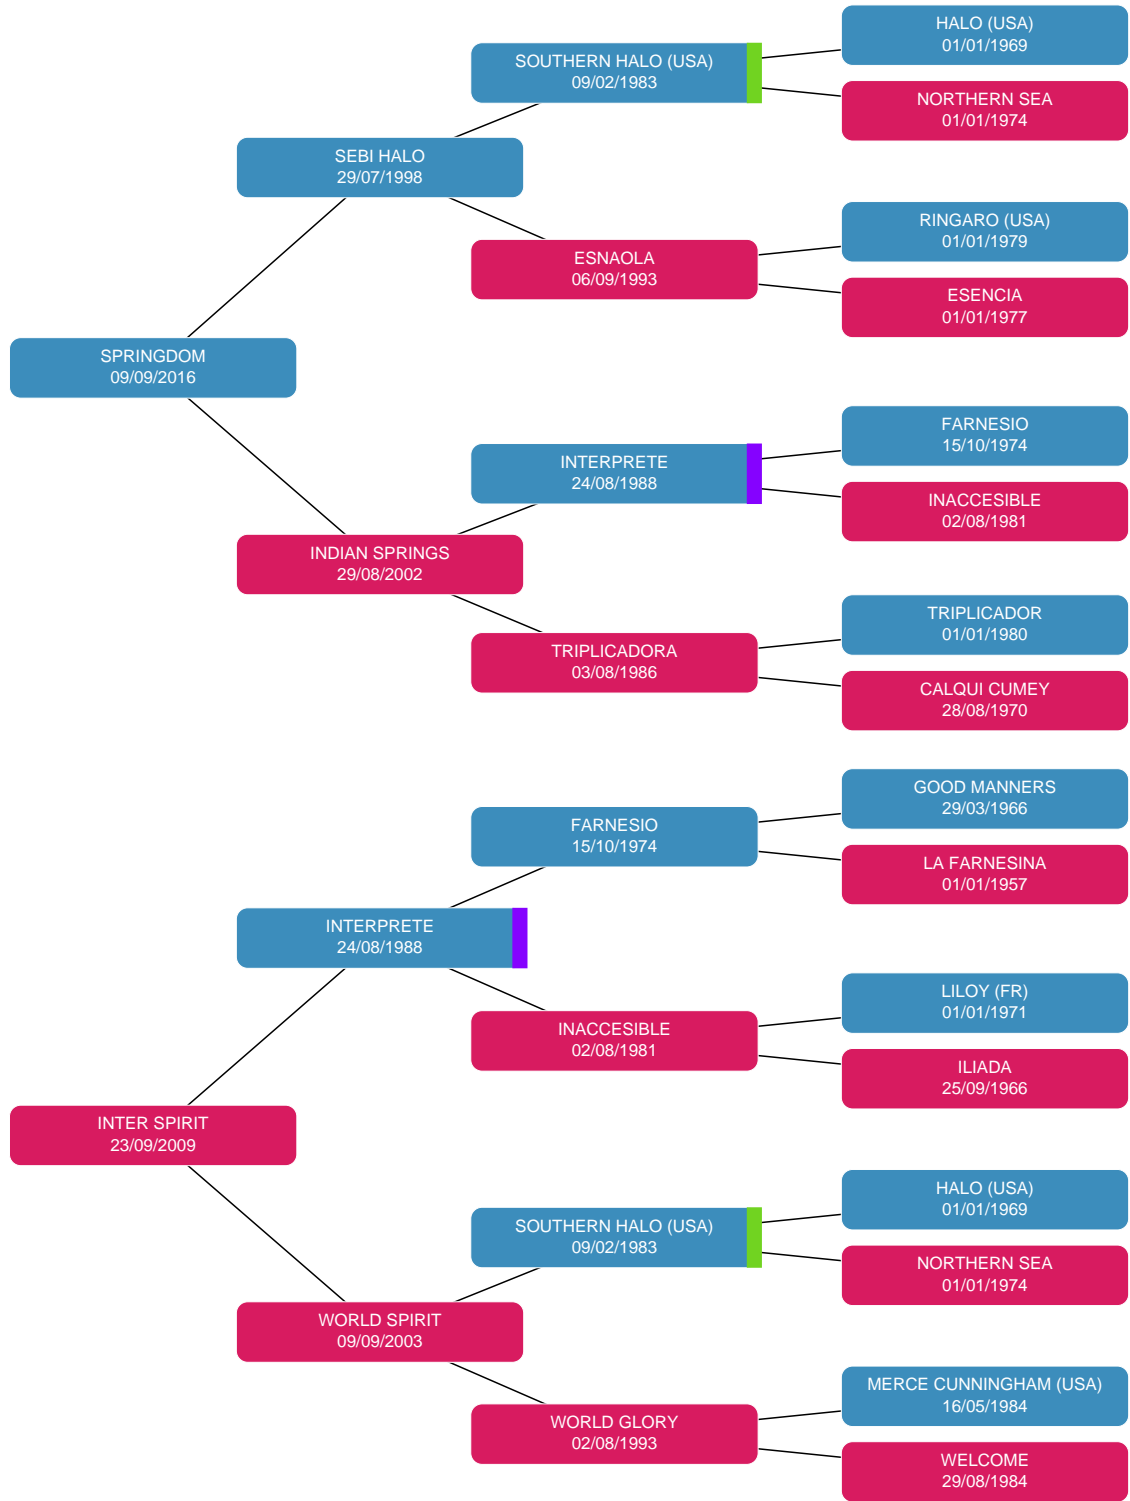 HALO (USA)
01/01/1969
SOUTHERN HALO (USA)
09/02/1983
NORTHERN SEA
01/01/1974
SEBI HALO
29/07/1998
RINGARO (USA)
01/01/1979
ESNAOLA
06/09/1993
ESENCIA
01/01/1977
SPRINGDOM
09/09/2016
FARNESIO
15/10/1974
INTERPRETE
24/08/1988
INACCESIBLE
02/08/1981
INDIAN SPRINGS
29/08/2002
TRIPLICADOR
01/01/1980
TRIPLICADORA
03/08/1986
CALQUI CUMEY
28/08/1970
GOOD MANNERS
29/03/1966
FARNESIO
15/10/1974
LA FARNESINA
01/01/1957
INTERPRETE
24/08/1988
LILOY (FR)
01/01/1971
INACCESIBLE
02/08/1981
ILIADA
25/09/1966
INTER SPIRIT
23/09/2009
HALO (USA)
01/01/1969
SOUTHERN HALO (USA)
09/02/1983
NORTHERN SEA
01/01/1974
WORLD SPIRIT
09/09/2003
MERCE CUNNINGHAM (USA)
16/05/1984
WORLD GLORY
02/08/1993
WELCOME
29/08/1984